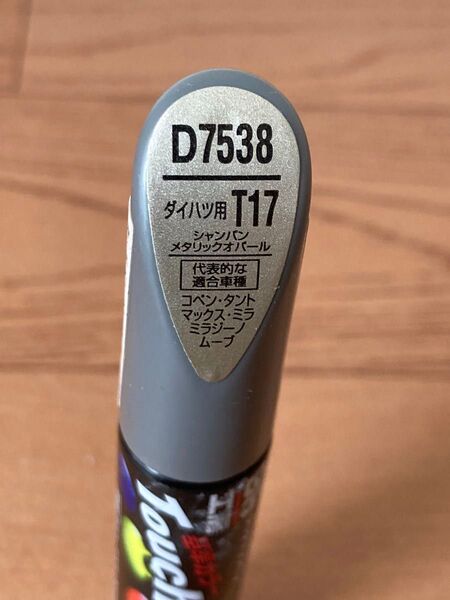 D7538
ダイハツ用 T17
シャンパン
メタリックオパール
代表的な
適合車種
コペン・タント
マックス・ミラ
ミラジーノ
ムーブ
Touch